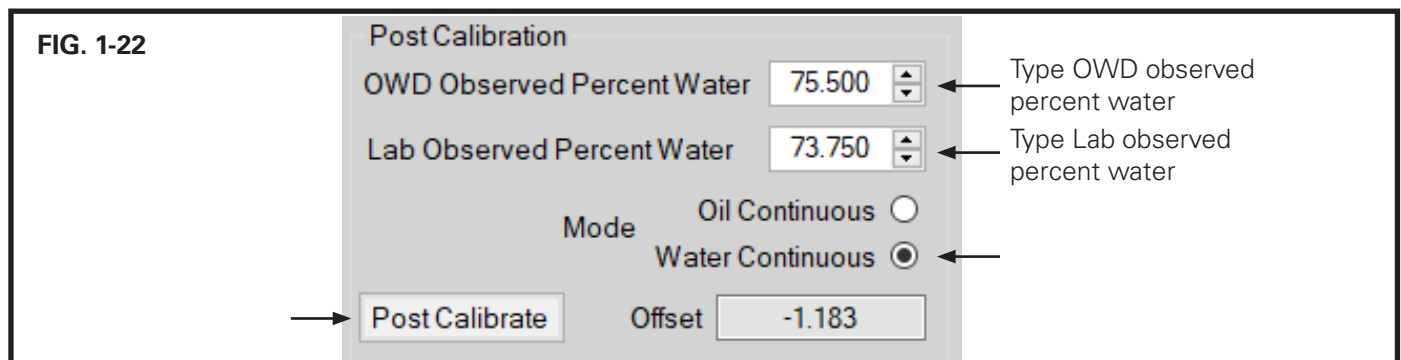 FIG. 1-22
Post Calibration
OWD Observed Percent Water 75.500
Type OWD observed
percent water
Lab Observed Percent Water 73.750
Type Lab observed
percent water
Mode
Oil Continuous
Water Continuous
Post Calibrate Offset -1.183